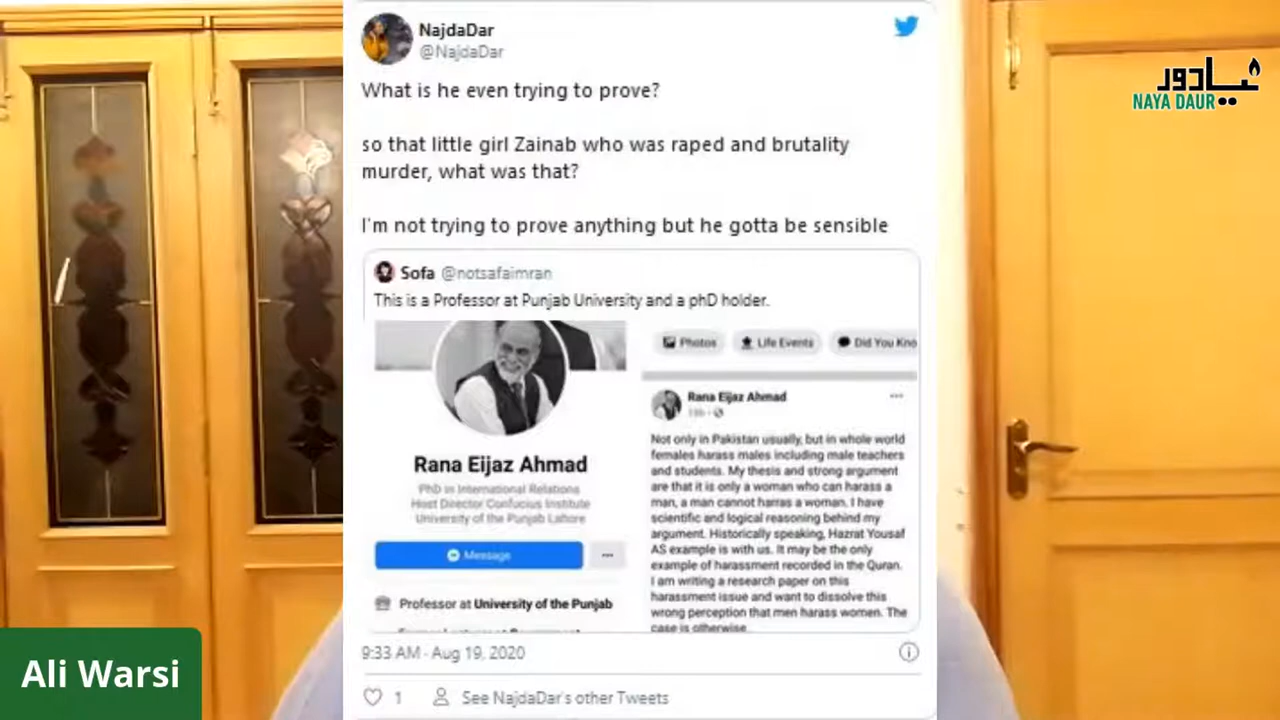 NajdaDar
@NajdaDar
What is he even trying to prove?
so that little girl Zainab who was raped and brutality
murder, what was that?
I'm not trying to prove anything but he gotta be sensible
Sofa @notsafaimran
This is a Professor at Punjab University and a phD holder.
Rana Eijaz Ahmad
PhD in International Relations
Host Director Confucius Institute
University of the Punjab Lahore
Message
Professor at University of the Punjab
Photos
Life Events
Did You Kno
Rana Eijaz Ahmad
Not only in Pakistan usually, but in whole world
females harass males including male teachers
and students. My thesis and strong argument
are that it is only a woman who can harass a
man, a man cannot harras a woman. I have
scientific and logical reasoning behind my
argument. Historically speaking, Hazrat Yousaf
AS example is with us. It may be the only
example of harassment recorded in the Quran.
I am writing a research paper on this
harassment issue and want to dissolve this
wrong perception that men harass women. The
case is otherwise
9:33 AM · Aug 19, 2020
1
See NajdaDar's other Tweets
نیا دور
NAYA DAUR
Ali Warsi